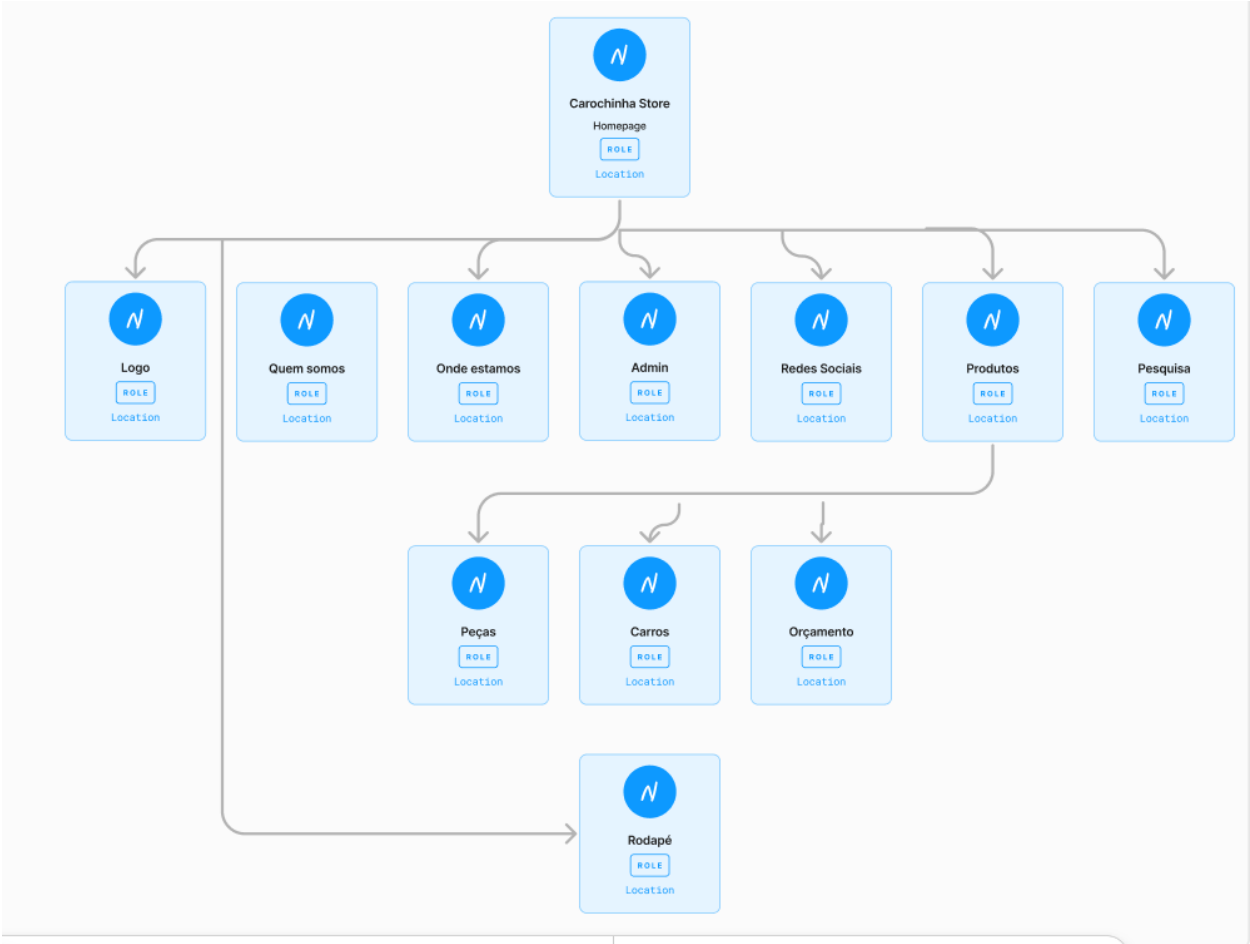 Carochinha Store
Homepage
ROLE
Location
Logo
ROLE
Location
Quem somos
ROLE
Location
Onde estamos
ROLE
Location
Admin
ROLE
Location
Redes Sociais
ROLE
Location
Produtos
ROLE
Location
Pesquisa
ROLE
Location
Peças
ROLE
Location
Carros
ROLE
Location
Orçamento
ROLE
Location
Rodapé
ROLE
Location